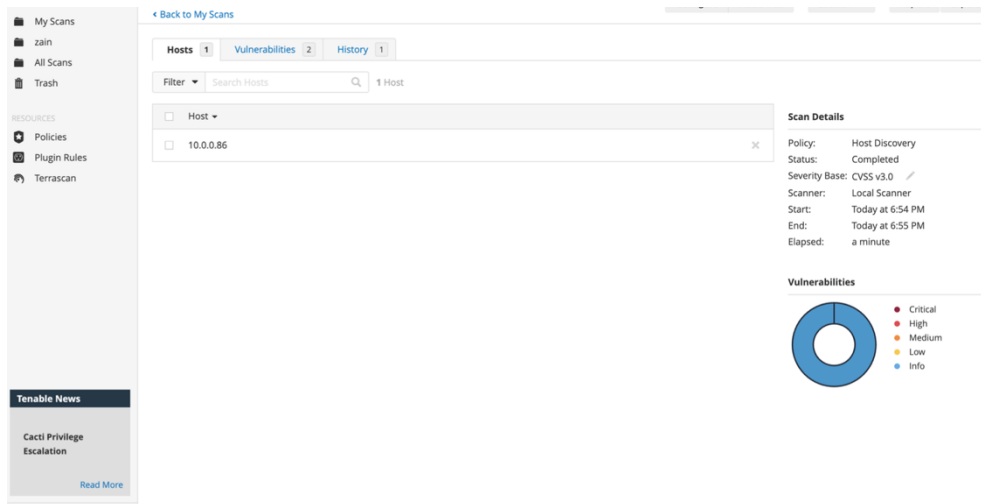 My Scans
zain
All Scans
Trash
RESOURCES
Policies
Plugin Rules
Terrascan
Tenable News
Cacti Privilege
Escalation
Read More
Back to My Scans
Hosts 1 Vulnerabilities 2 History 1
Filter Search Hosts 1 Host
Host
10.0.0.86
Scan Details
Policy: Host Discovery
Status: Completed
Severity Base: CVSS v3.0
Scanner: Local Scanner
Start: Today at 6:54 PM
End: Today at 6:55 PM
Elapsed: a minute
Vulnerabilities
Critical
High
Medium
Low
Info